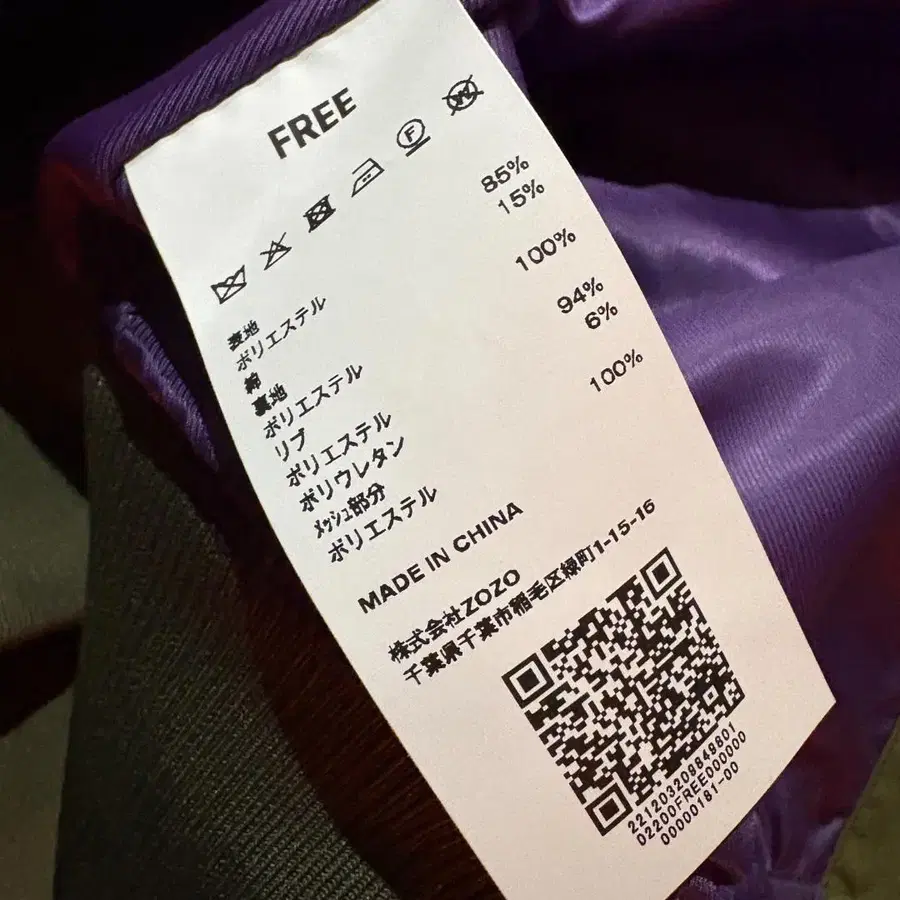 FREE
表地
ポリエステル 85%
綿 15%
裏地
ポリエステル 100%
リブ
ポリエステル 94%
ポリウレタン 6%
メッシュ部分
ポリエステル 100%
MADE IN CHINA
株式会社ZOZO
千葉県千葉市稲毛区緑町1-15-16
221203209849801
02200FREE000000
00000181-00